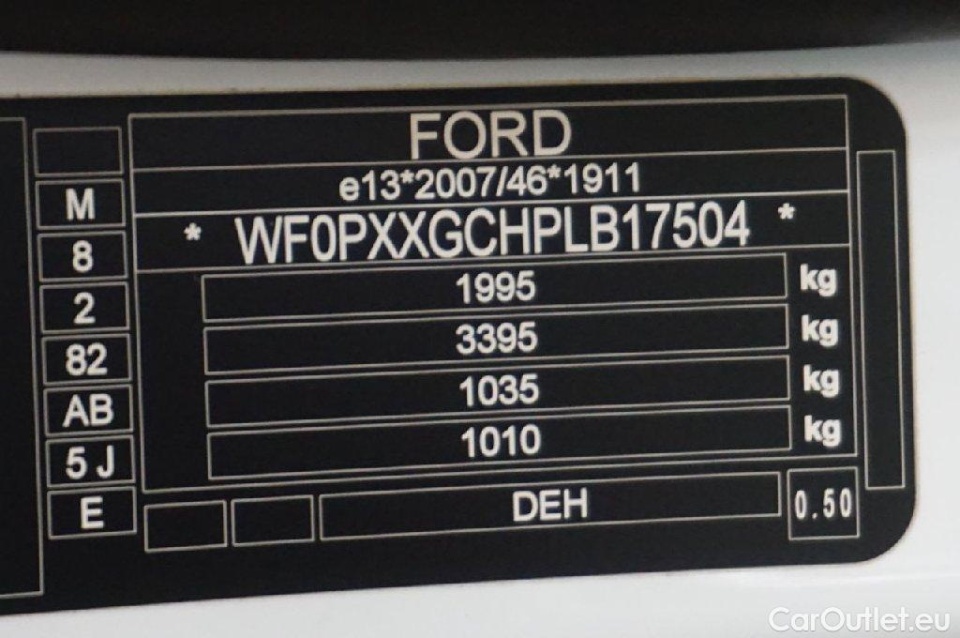 FORD
e13*2007/46*1911
* WF0PXXGCHPLB17504 *
1995 kg
3395 kg
1035 kg
1010 kg
M
8
2
82
AB
5 J
E
DEH
0.50
CarOutlet.eu